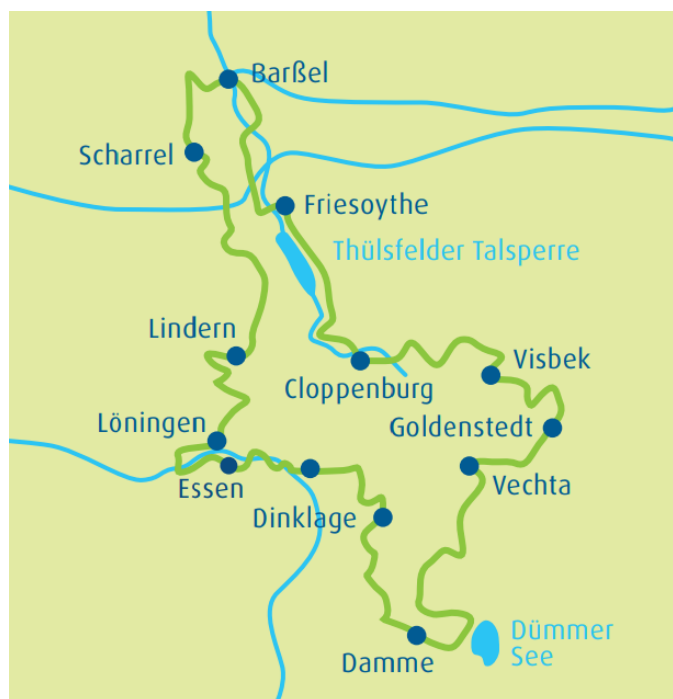 Barßel
Scharrel
Friesoythe
Thülsfelder Talsperre
Lindern
Visbek
Cloppenburg
Löningen
Goldenstedt
Essen
Vechta
Dinklage
Dümmer
See
Damme